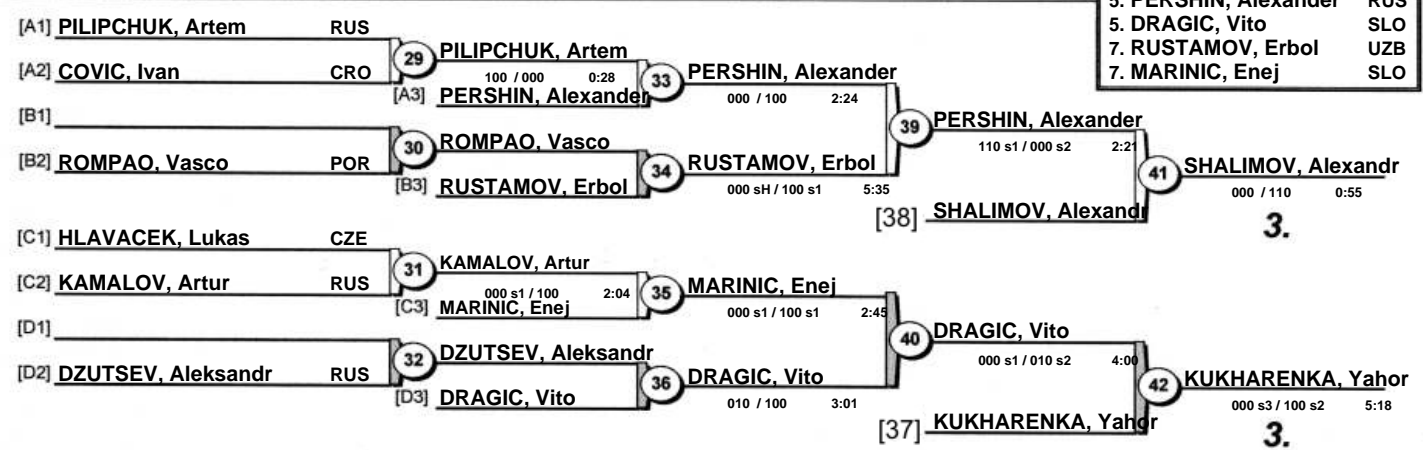 5. PERSHIN, Alexander RUS
5. DRAGIC, Vito SLO
7. RUSTAMOV, Erbol UZB
7. MARINIC, Enej SLO
[A1] PILIPCHUK, Artem RUS
[A2] COVIC, Ivan CRO
29
PILIPCHUK, Artem
100 / 000 0:28
[A3] PERSHIN, Alexander
33
PERSHIN, Alexander
000 / 100 2:24
[B1]
[B2] ROMPAO, Vasco POR
30
ROMPAO, Vasco
[B3] RUSTAMOV, Erbol
34
RUSTAMOV, Erbol
000 sH / 100 s1 5:35
39
PERSHIN, Alexander
110 s1 / 000 s2 2:21
[38] SHALIMOV, Alexandr
41
SHALIMOV, Alexandr
000 / 110 0:55
3.
[C1] HLAVACEK, Lukas CZE
[C2] KAMALOV, Artur RUS
31
KAMALOV, Artur
000 s1 / 100 2:04
[C3] MARINIC, Enej
35
MARINIC, Enej
000 s1 / 100 s1 2:45
[D1]
[D2] DZUTSEV, Aleksandr RUS
32
DZUTSEV, Aleksandr
[D3] DRAGIC, Vito
36
DRAGIC, Vito
010 / 100 3:01
40
DRAGIC, Vito
000 s1 / 010 s2 4:00
[37] KUKHARENKA, Yahor
42
KUKHARENKA, Yahor
000 s3 / 100 s2 5:18
3.